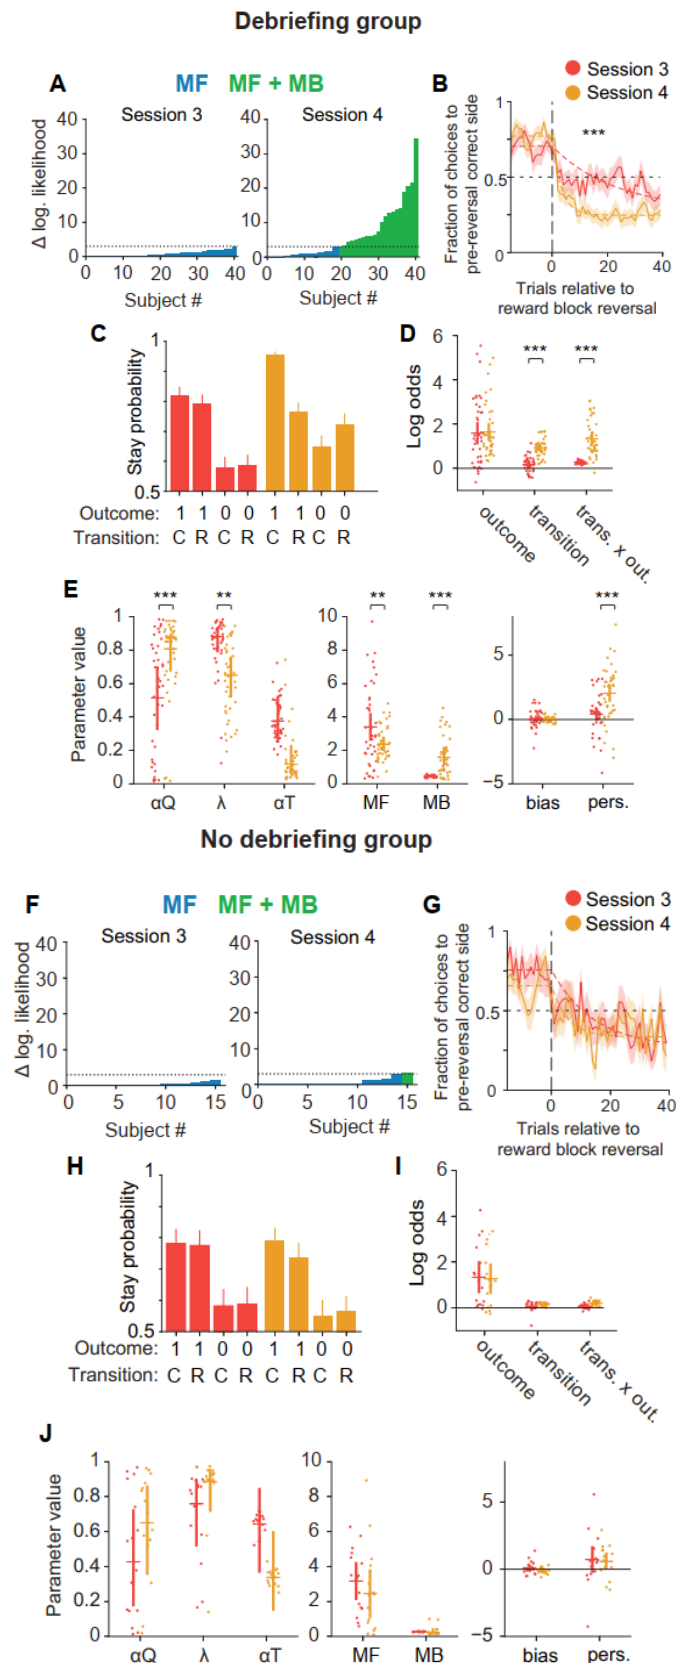 Debriefing group
A
MF MF + MB
Session 3
Session 4
Δ log. likelihood
40
30
20
10
0
0 10 20 30 40
Subject #
40
30
20
10
0
0 10 20 30 40
Subject #
B
Session 3
Session 4
Fraction of choices to
pre-reversal correct side
1
0.5
0
***
0 20 40
Trials relative to
reward block reversal
C
Stay probability
1
0.5
Outcome: 1 1 0 0 1 1 0 0
Transition: C R C R C R C R
D
Log odds
6
4
2
0
*** ***
outcome
transition
trans. x out.
E
Parameter value
1
0.8
0.6
0.4
0.2
0
*** **
αQ λ αT
10
8
6
4
2
0
** ***
MF MB
5
0
−5
***
bias pers.
No debriefing group
F
MF MF + MB
Session 3
Session 4
Δ log. likelihood
40
30
20
10
0
0 5 10 15
Subject #
40
30
20
10
0
0 5 10 15
Subject #
G
Session 3
Session 4
Fraction of choices to
pre-reversal correct side
1
0.5
0
0 20 40
Trials relative to
reward block reversal
H
Stay probability
1
0.5
Outcome: 1 1 0 0 1 1 0 0
Transition: C R C R C R C R
I
Log odds
6
4
2
0
outcome
transition
trans. x out.
J
Parameter value
1
0.8
0.6
0.4
0.2
0
αQ λ αT
10
8
6
4
2
0
MF MB
5
0
−5
bias pers.